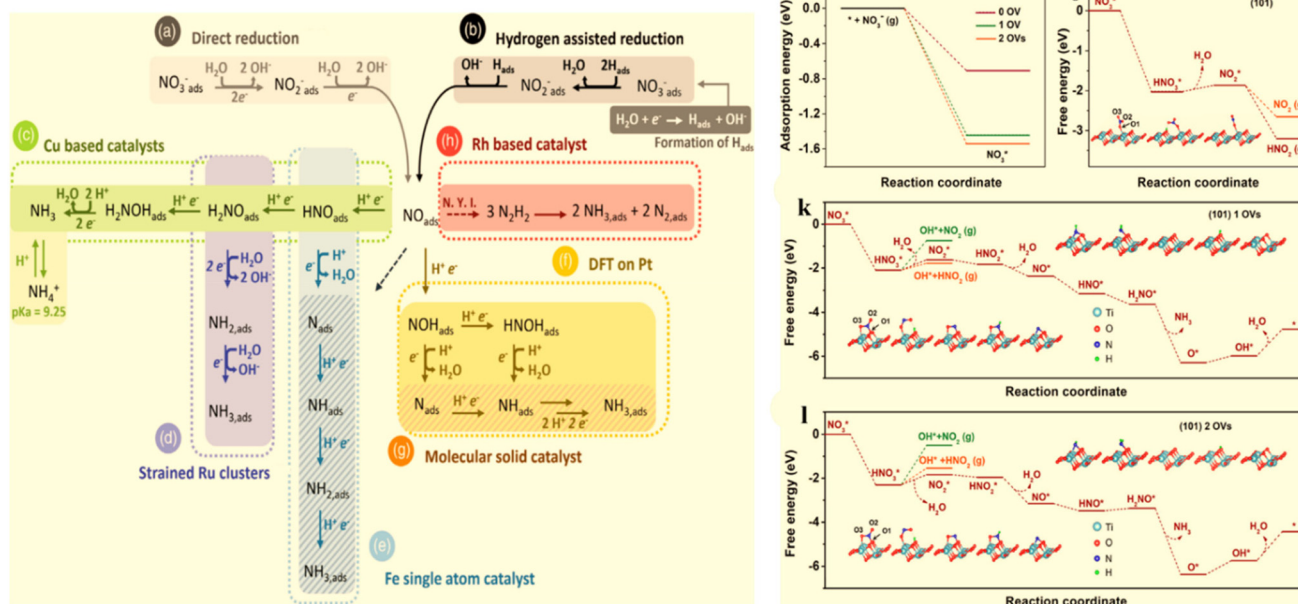 (a)
Direct reduction
NO3⁻ads H2O 2 OH⁻ 2e⁻ NO2⁻ads H2O 2 OH⁻ e⁻
(b)
Hydrogen assisted reduction
OH⁻ Hads NO2⁻ads H2O 2Hads NO3⁻ads
H2O + e⁻ → Hads + OH⁻
Formation of Hads
(c)
Cu based catalysts
NH3 H2O 2 H⁺ 2 e⁻ H2NOHads H⁺ e⁻ H2NOads H⁺ e⁻ HNOads H⁺ e⁻ NOads
H⁺
NH4⁺
pKa = 9.25
(h)
Rh based catalyst
N. Y. I. 3 N2H2 → 2 NH3,ads + 2 N2,ads
2 e⁻ H2O
2 OH⁻
NH2,ads
e⁻ H2O
OH⁻
NH3,ads
(d)
Strained Ru clusters
e⁻ H⁺
H2O
Nads
H⁺ e⁻
NHads
H⁺ e⁻
NH2,ads
H⁺ e⁻
NH3,ads
(e)
Fe single atom catalyst
H⁺ e⁻
(f)
DFT on Pt
NOHads H⁺ e⁻ HNOHads
e⁻ H⁺
H2O
e⁻ H⁺
H2O
Nads H⁺ e⁻ NHads 2 H⁺ 2 e⁻ NH3,ads
(g)
Molecular solid catalyst
Adsorption energy (eV)
0.0
-0.4
-0.8
-1.2
-1.6
* + NO3⁻ (g)
0 OV
1 OV
2 OVs
NO3*
Reaction coordinate
Free energy (eV)
0
-1
-2
-3
NO3*
(101)
HNO3*
H2O
NO2*
O3
O2
O1
Reaction coordinate
k
Free energy (eV)
0
-2
-4
-6
(101) 1 OVs
NO3*
HNO3*
H2O
OH*+NO2 (g)
NO2*
OH*+HNO2 (g)
HNO2*
H2O
NO*
HNO*
H2NO*
NH3
O*
OH*
H2O
O3
O2
O1
Ti
O
N
H
Reaction coordinate
l
Free energy (eV)
0
-2
-4
-6
(101) 2 OVs
NO3*
HNO3*
OH*+NO2 (g)
OH*+HNO2 (g)
NO2*
H2O
HNO2*
H2O
NO*
HNO*
H2NO*
NH3
O*
OH*
H2O
O3
O2
O1
Ti
O
N
H
Reaction coordinate